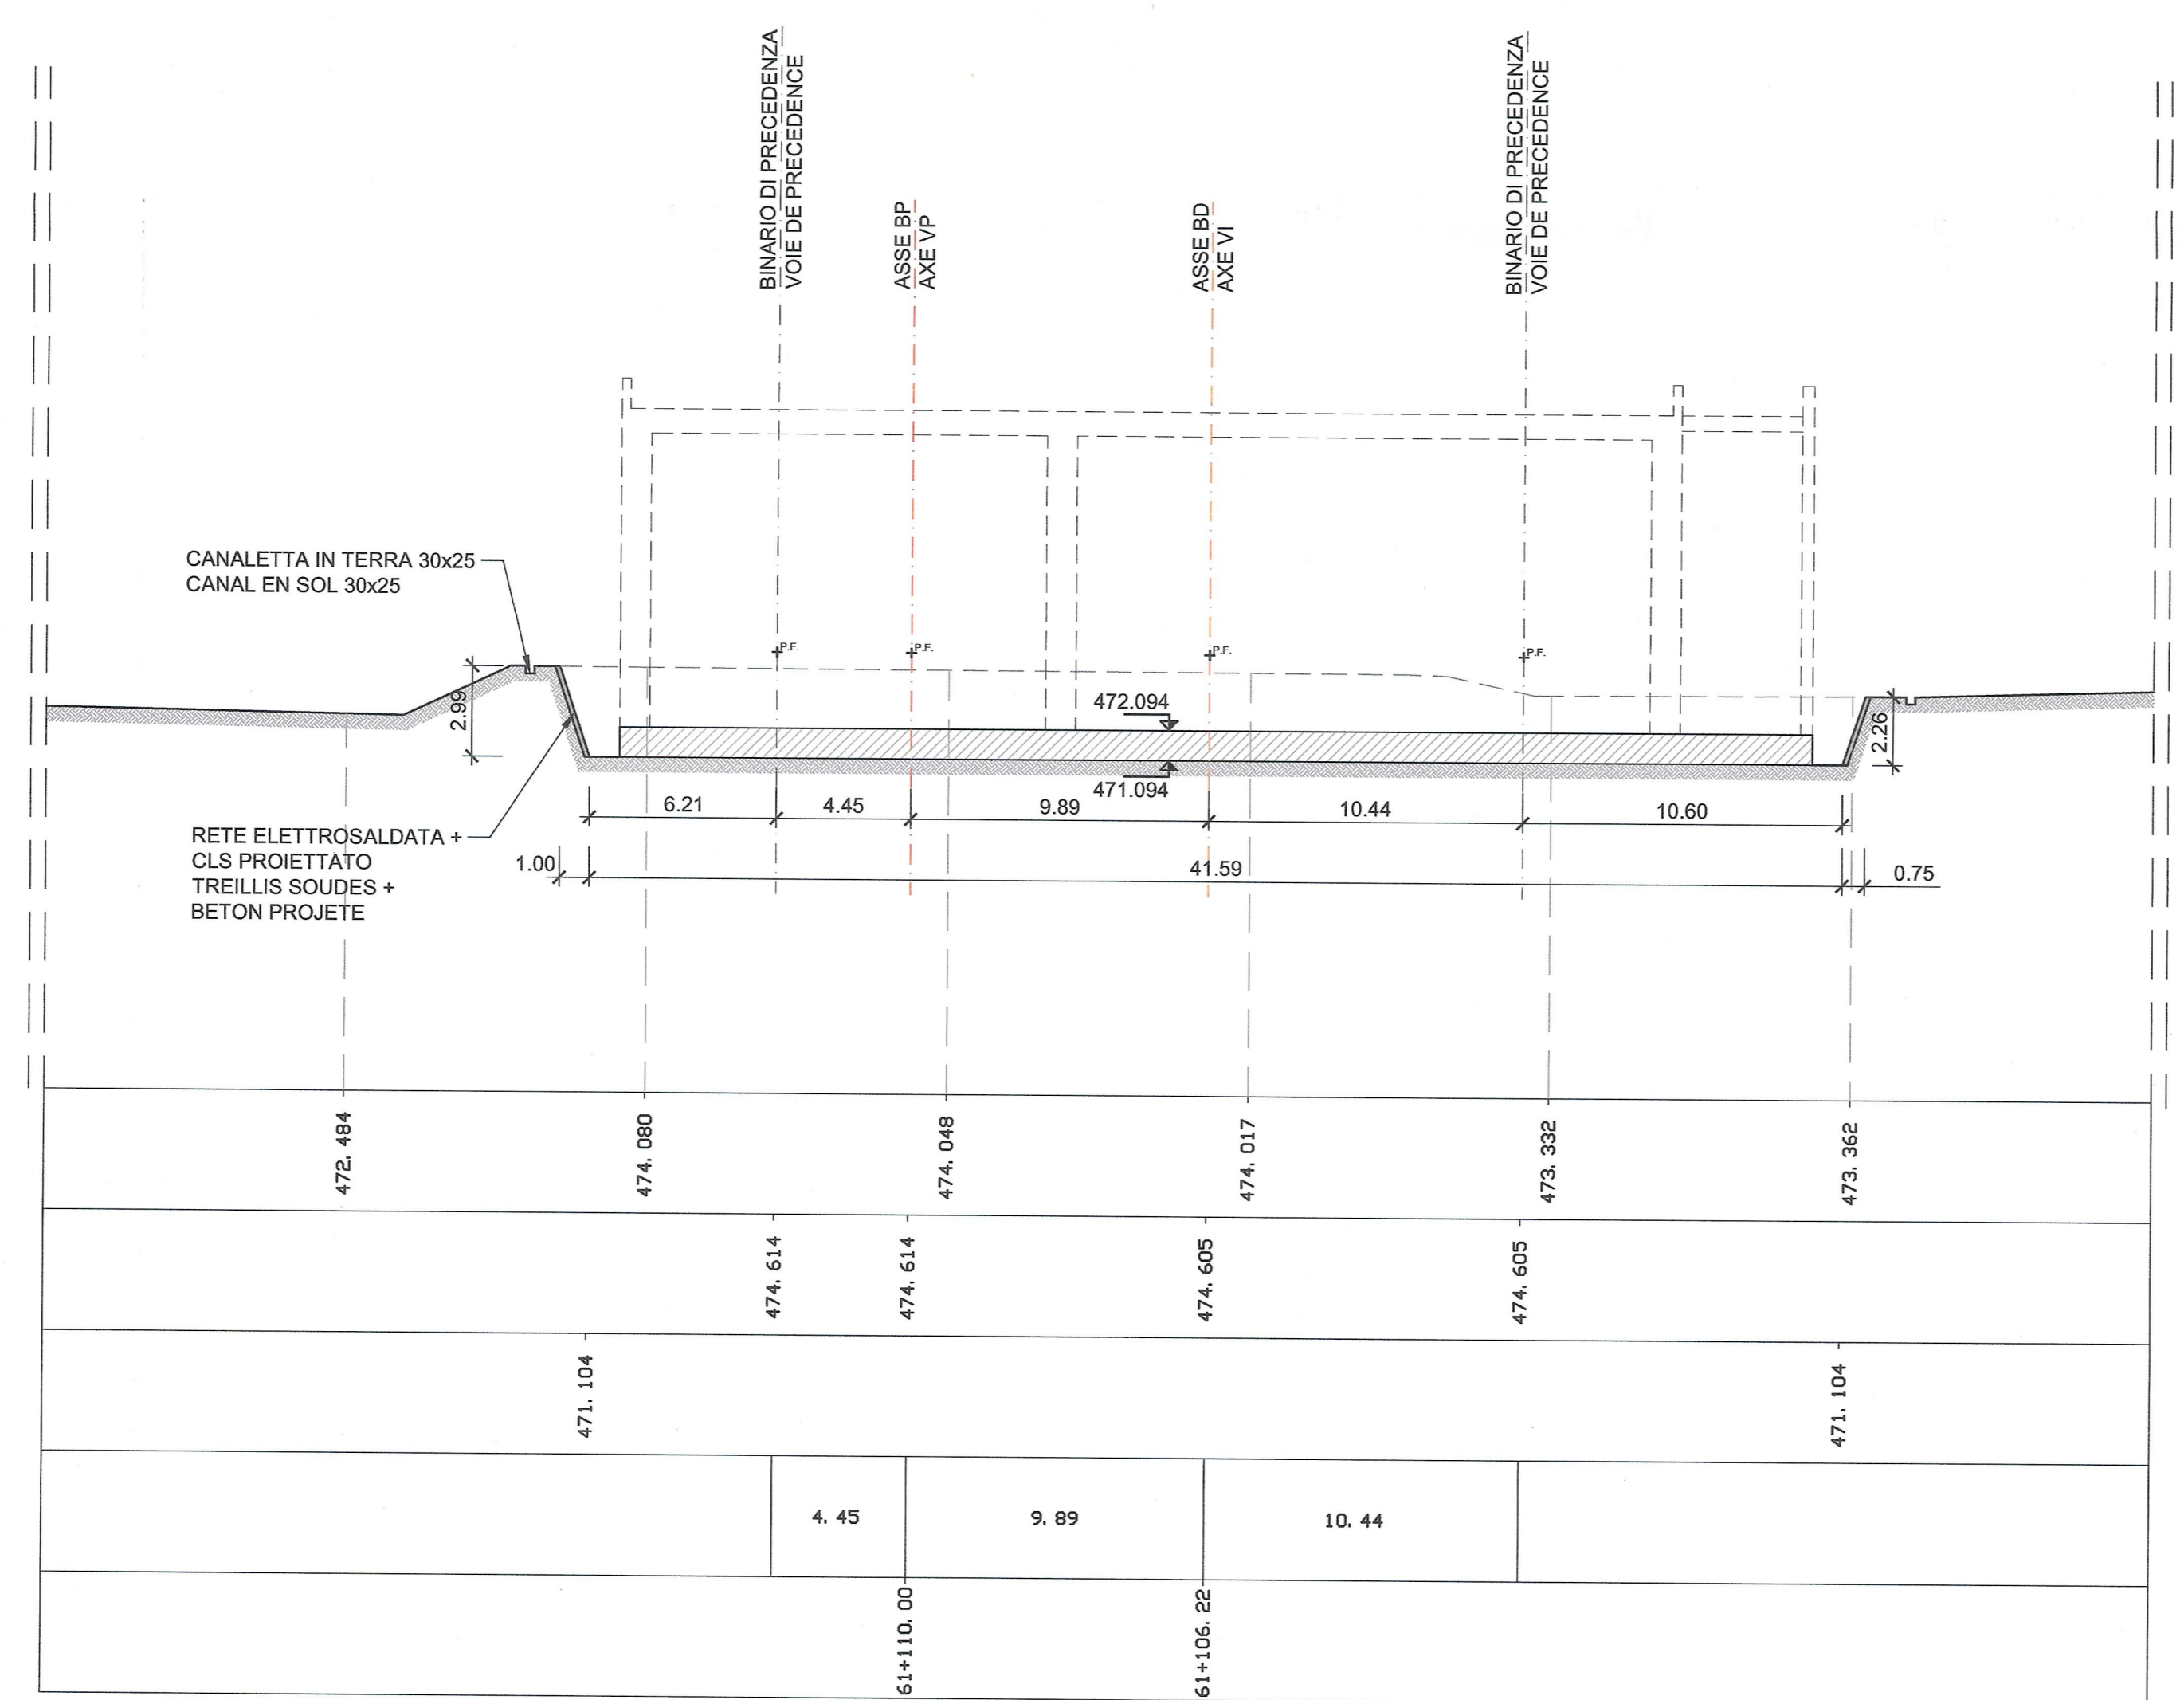 BINARIO DI PRECEDENZA
VOIE DE PRECEDENCE
ASSE BP
AXE VP
ASSE BD
AXE VI
BINARIO DI PRECEDENZA
VOIE DE PRECEDENCE
CANALETTA IN TERRA 30x25
CANAL EN SOL 30x25
P.F.
P.F.
P.F.
P.F.
2.99
472.094
2.26
471.094
6.21
4.45
9.89
10.44
10.60
RETE ELETTROSALDATA +
CLS PROIETTATO
TREILLIS SOUDES +
BETON PROJETE
1.00
41.59
0.75
472. 484
474. 080
474. 048
474. 017
473. 332
473. 362
474. 614
474. 614
474. 605
474. 605
471. 104
471. 104
4. 45
9. 89
10. 44
61+110. 00
61+106. 22